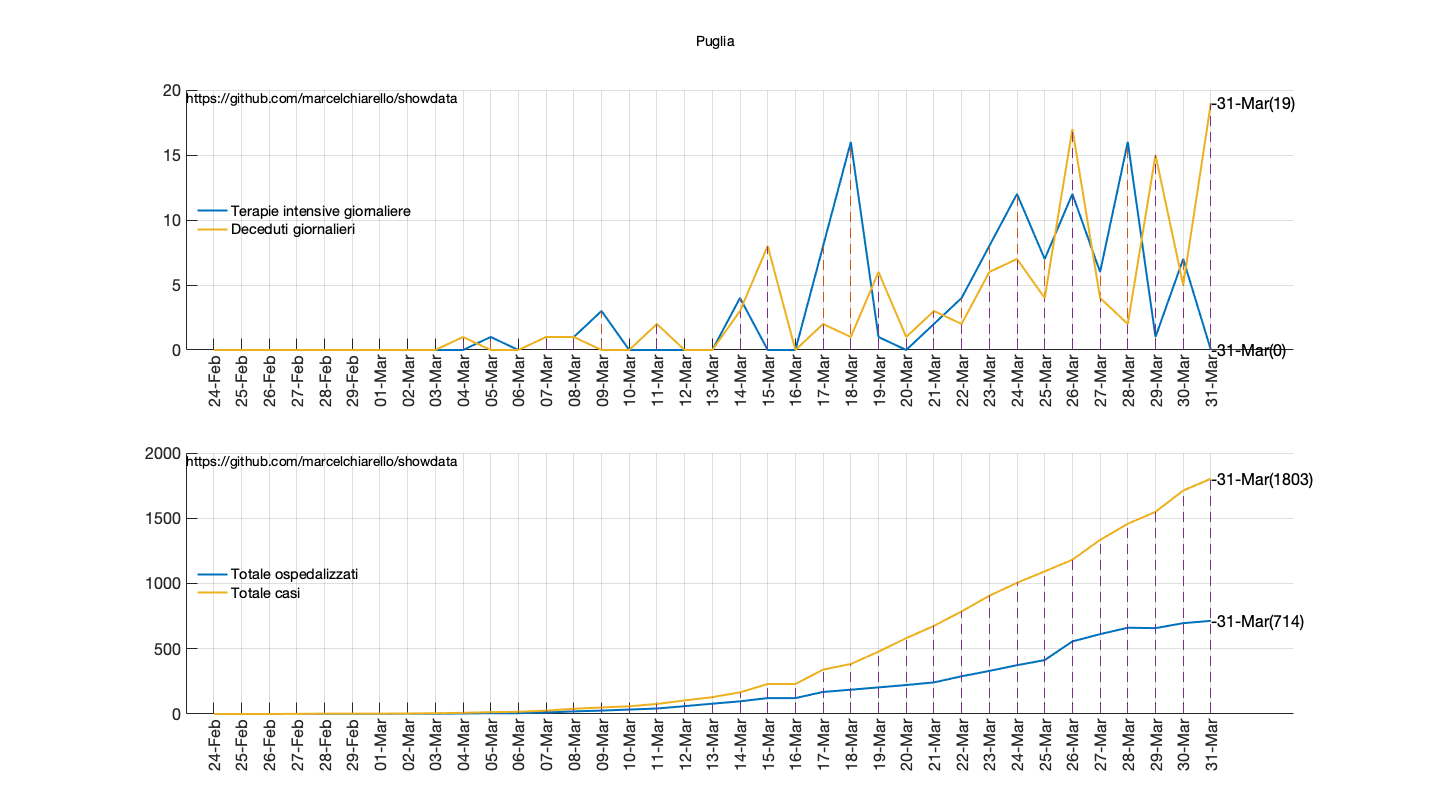 Puglia
20
https://github.com/marcelchiarello/showdata
-31-Mar(19)
15
Terapie intensive giornaliere
10
Deceduti giornalieri
5
0
-31-Mar(0)
24-Feb
25-Feb
26-Feb
27-Feb
28-Feb
29-Feb
01-Mar
02-Mar
03-Mar
04-Mar
05-Mar
06-Mar
07-Mar
08-Mar
09-Mar
10-Mar
11-Mar
12-Mar
13-Mar
14-Mar
15-Mar
16-Mar
17-Mar
18-Mar
19-Mar
20-Mar
21-Mar
22-Mar
23-Mar
24-Mar
25-Mar
26-Mar
27-Mar
28-Mar
29-Mar
30-Mar
31-Mar
2000
https://github.com/marcelchiarello/showdata
-31-Mar(1803)
1500
Totale ospedalizzati
1000
Totale casi
-31-Mar(714)
500
0
24-Feb
25-Feb
26-Feb
27-Feb
28-Feb
29-Feb
01-Mar
02-Mar
03-Mar
04-Mar
05-Mar
06-Mar
07-Mar
08-Mar
09-Mar
10-Mar
11-Mar
12-Mar
13-Mar
14-Mar
15-Mar
16-Mar
17-Mar
18-Mar
19-Mar
20-Mar
21-Mar
22-Mar
23-Mar
24-Mar
25-Mar
26-Mar
27-Mar
28-Mar
29-Mar
30-Mar
31-Mar